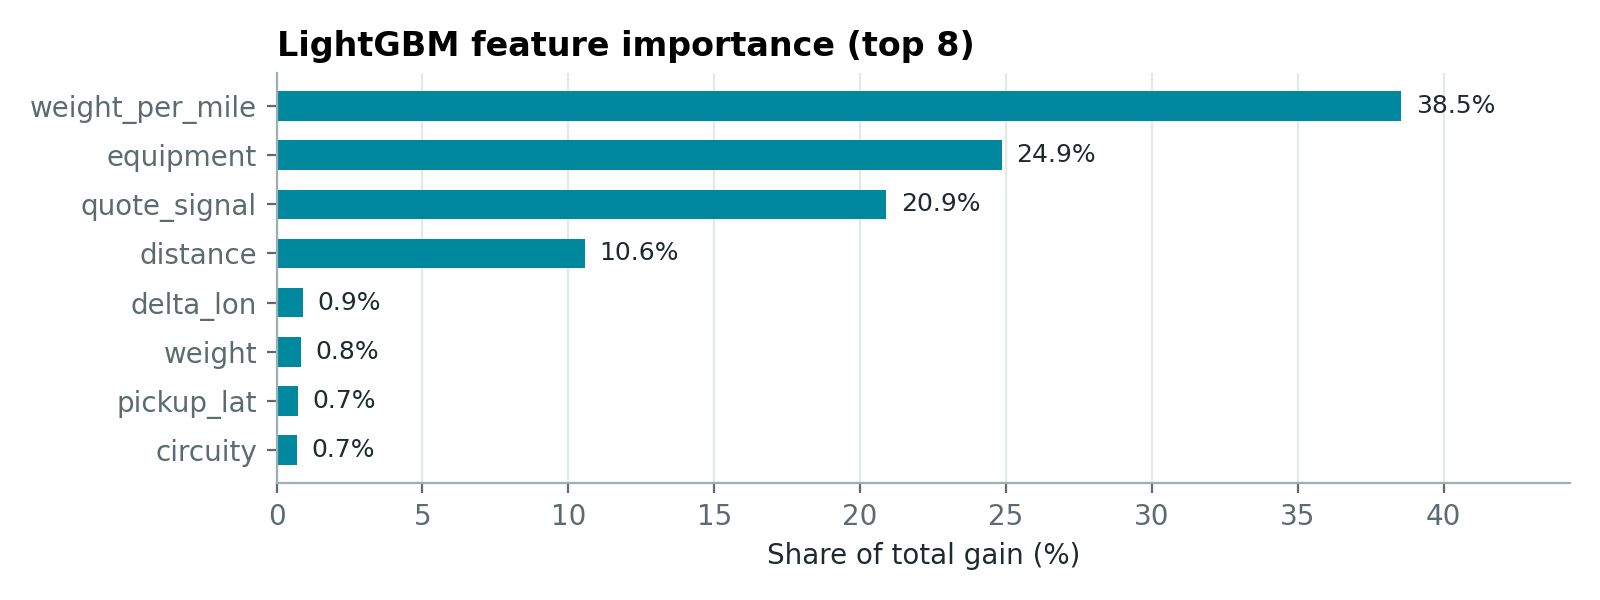 LightGBM feature importance (top 8)
weight_per_mile 38.5%
equipment 24.9%
quote_signal 20.9%
distance 10.6%
delta_lon 0.9%
weight 0.8%
pickup_lat 0.7%
circuity 0.7%
0 5 10 15 20 25 30 35 40
Share of total gain (%)